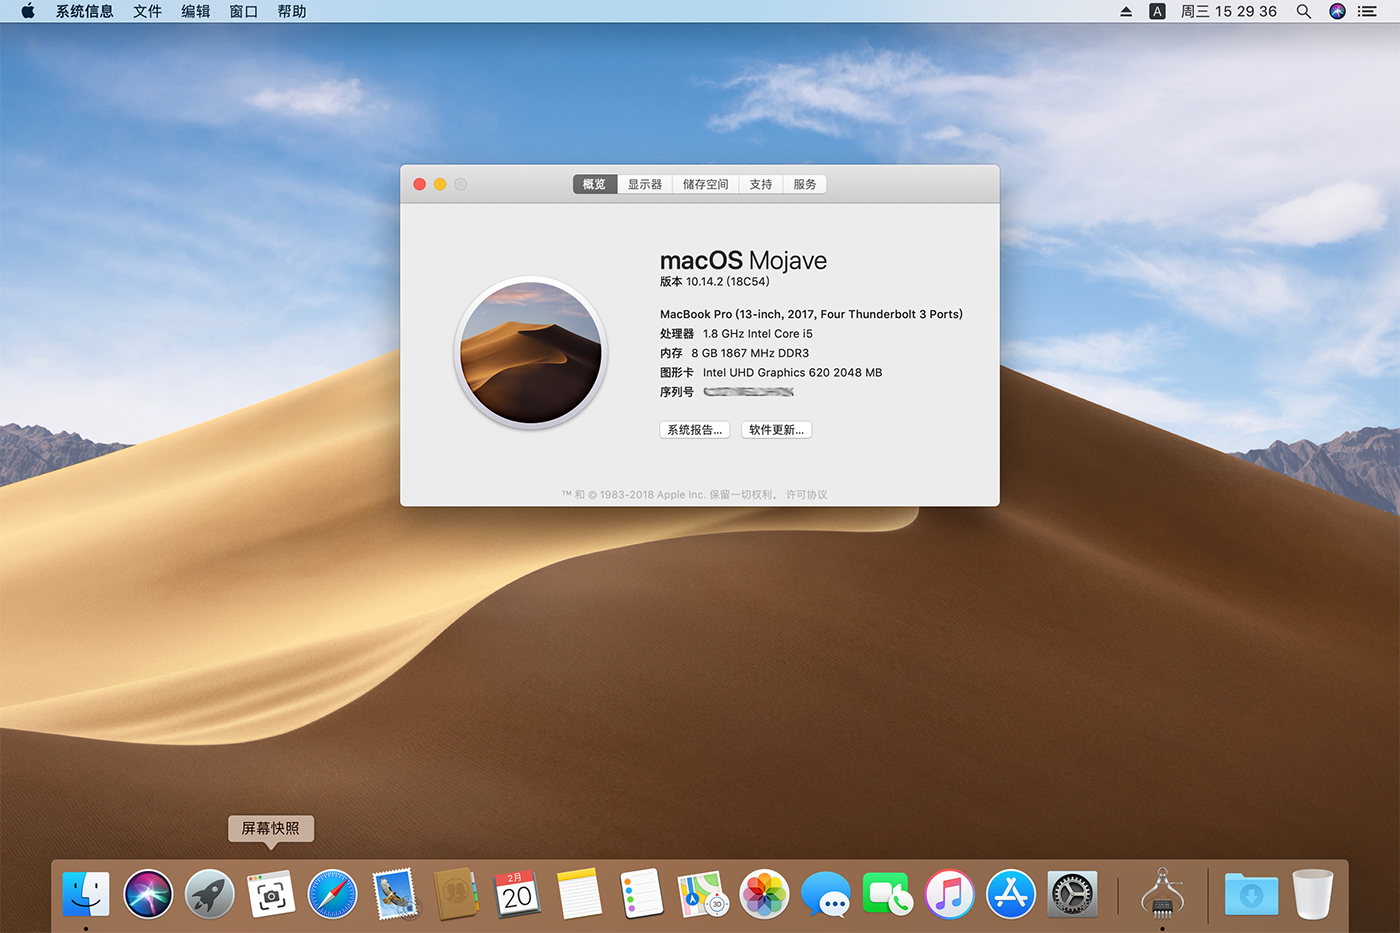 系统信息 文件 编辑 窗口 帮助 A 周三 15 29 36
概览 显示器 储存空间 支持 服务
macOS Mojave
版本 10.14.2 (18C54)
MacBook Pro (13-inch, 2017, Four Thunderbolt 3 Ports)
处理器 1.8 GHz Intel Core i5
内存 8 GB 1867 MHz DDR3
图形卡 Intel UHD Graphics 620 2048 MB
序列号
系统报告... 软件更新...
™ 和 © 1983-2018 Apple Inc. 保留一切权利。 许可协议
屏幕快照
2月
20
3D